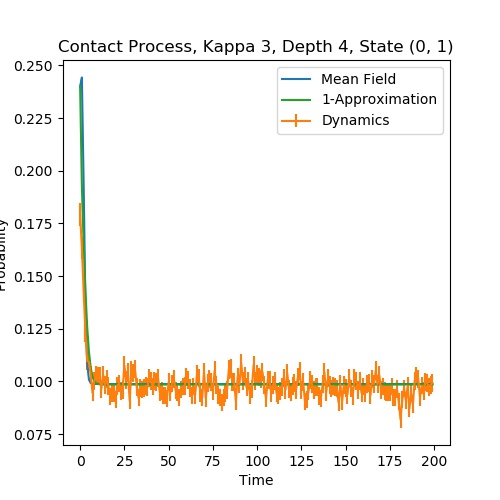 Contact Process, Kappa 3, Depth 4, State (0, 1)
0.250
0.225
0.200
0.175
0.150
0.125
0.100
0.075
Probability
Mean Field
1-Approximation
Dynamics
0 25 50 75 100 125 150 175 200
Time